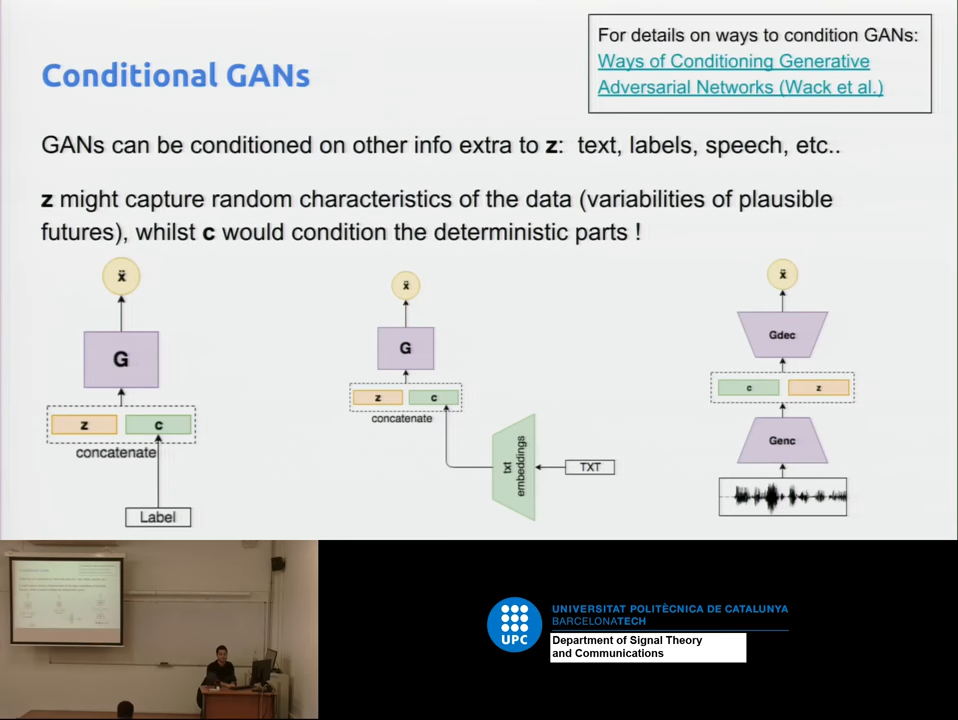 For details on ways to condition GANs:
Ways of Conditioning Generative
Adversarial Networks (Wack et al.)
Conditional GANs
GANs can be conditioned on other info extra to z: text, labels, speech, etc..
z might capture random characteristics of the data (variabilities of plausible
futures), whilst c would condition the deterministic parts !
ẍ
G
z c
concatenate
Label
ẍ
G
z c
concatenate
txt
embeddings
TXT
ẍ
Gdec
c z
Genc
UPC
UNIVERSITAT POLITÈCNICA DE CATALUNYA
BARCELONATECH
Department of Signal Theory
and Communications